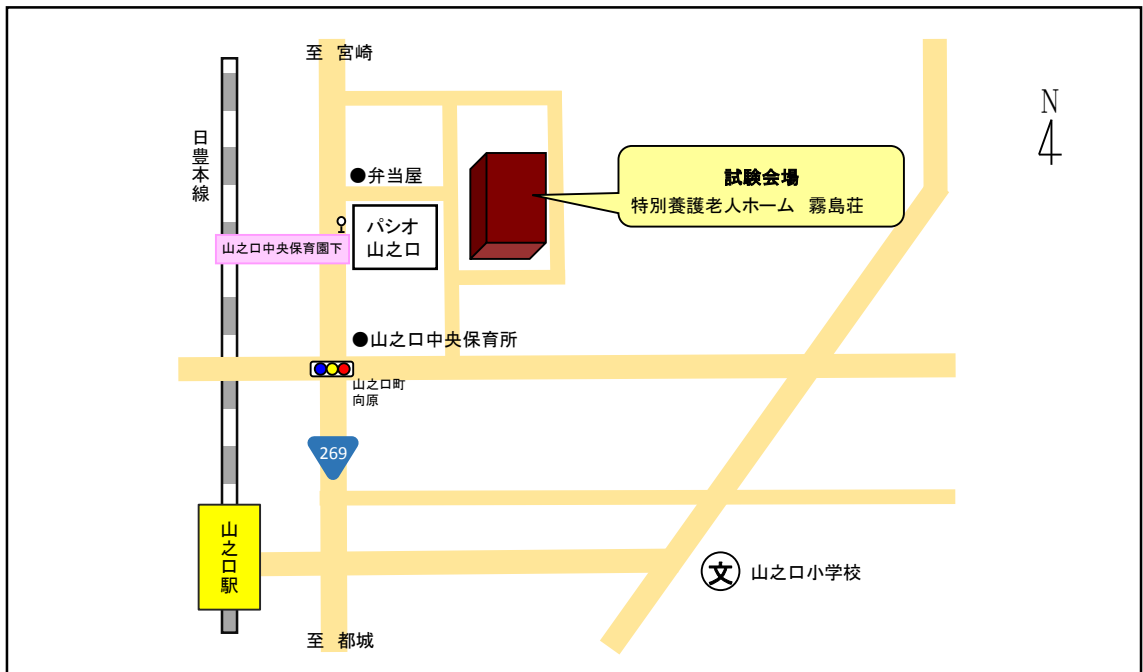 至 宮崎
N
日豊本線
●弁当屋
試験会場
特別養護老人ホーム 霧島荘
パシオ
山之口
山之口中央保育園下
●山之口中央保育所
山之口町
向原
269
山之口駅
文
山之口小学校
至 都城